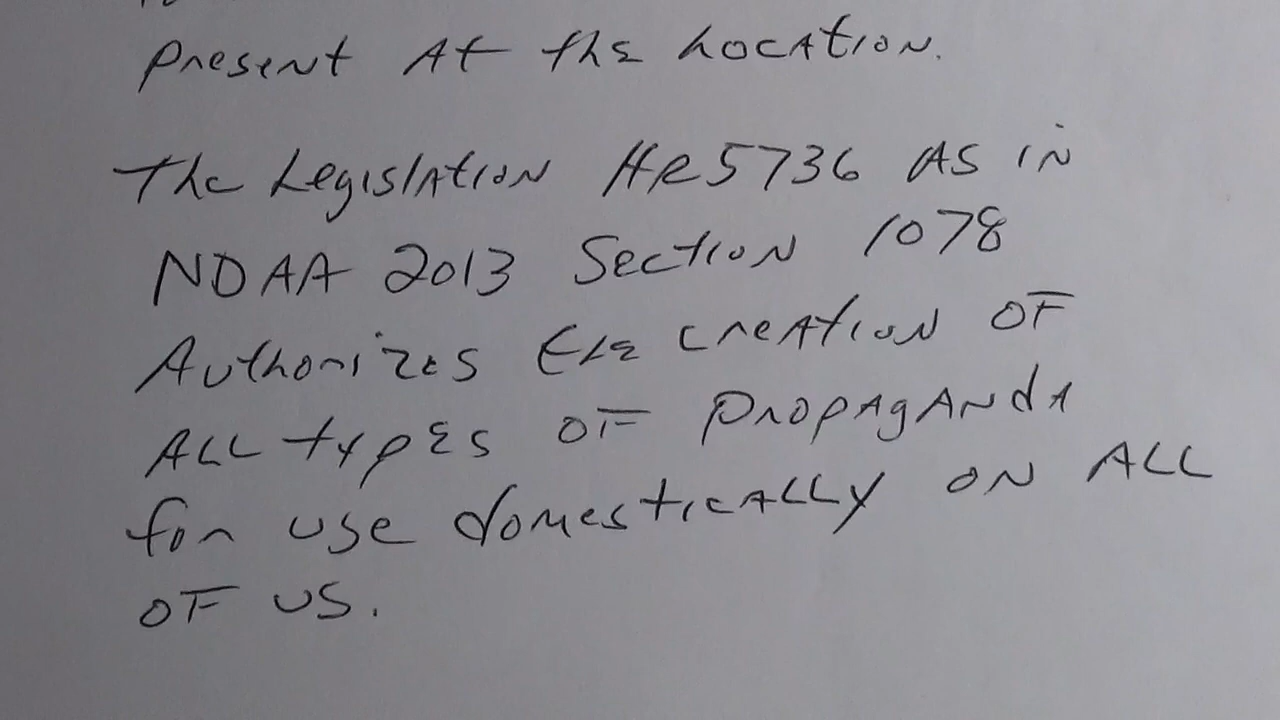 Present At the Location.
The Legislation HR5736 AS in
NDAA 2013 Section 1078
Authorizes the creation OF
ALL types OF PropagAndA
for use domesticALLy ON ALL
OF US.